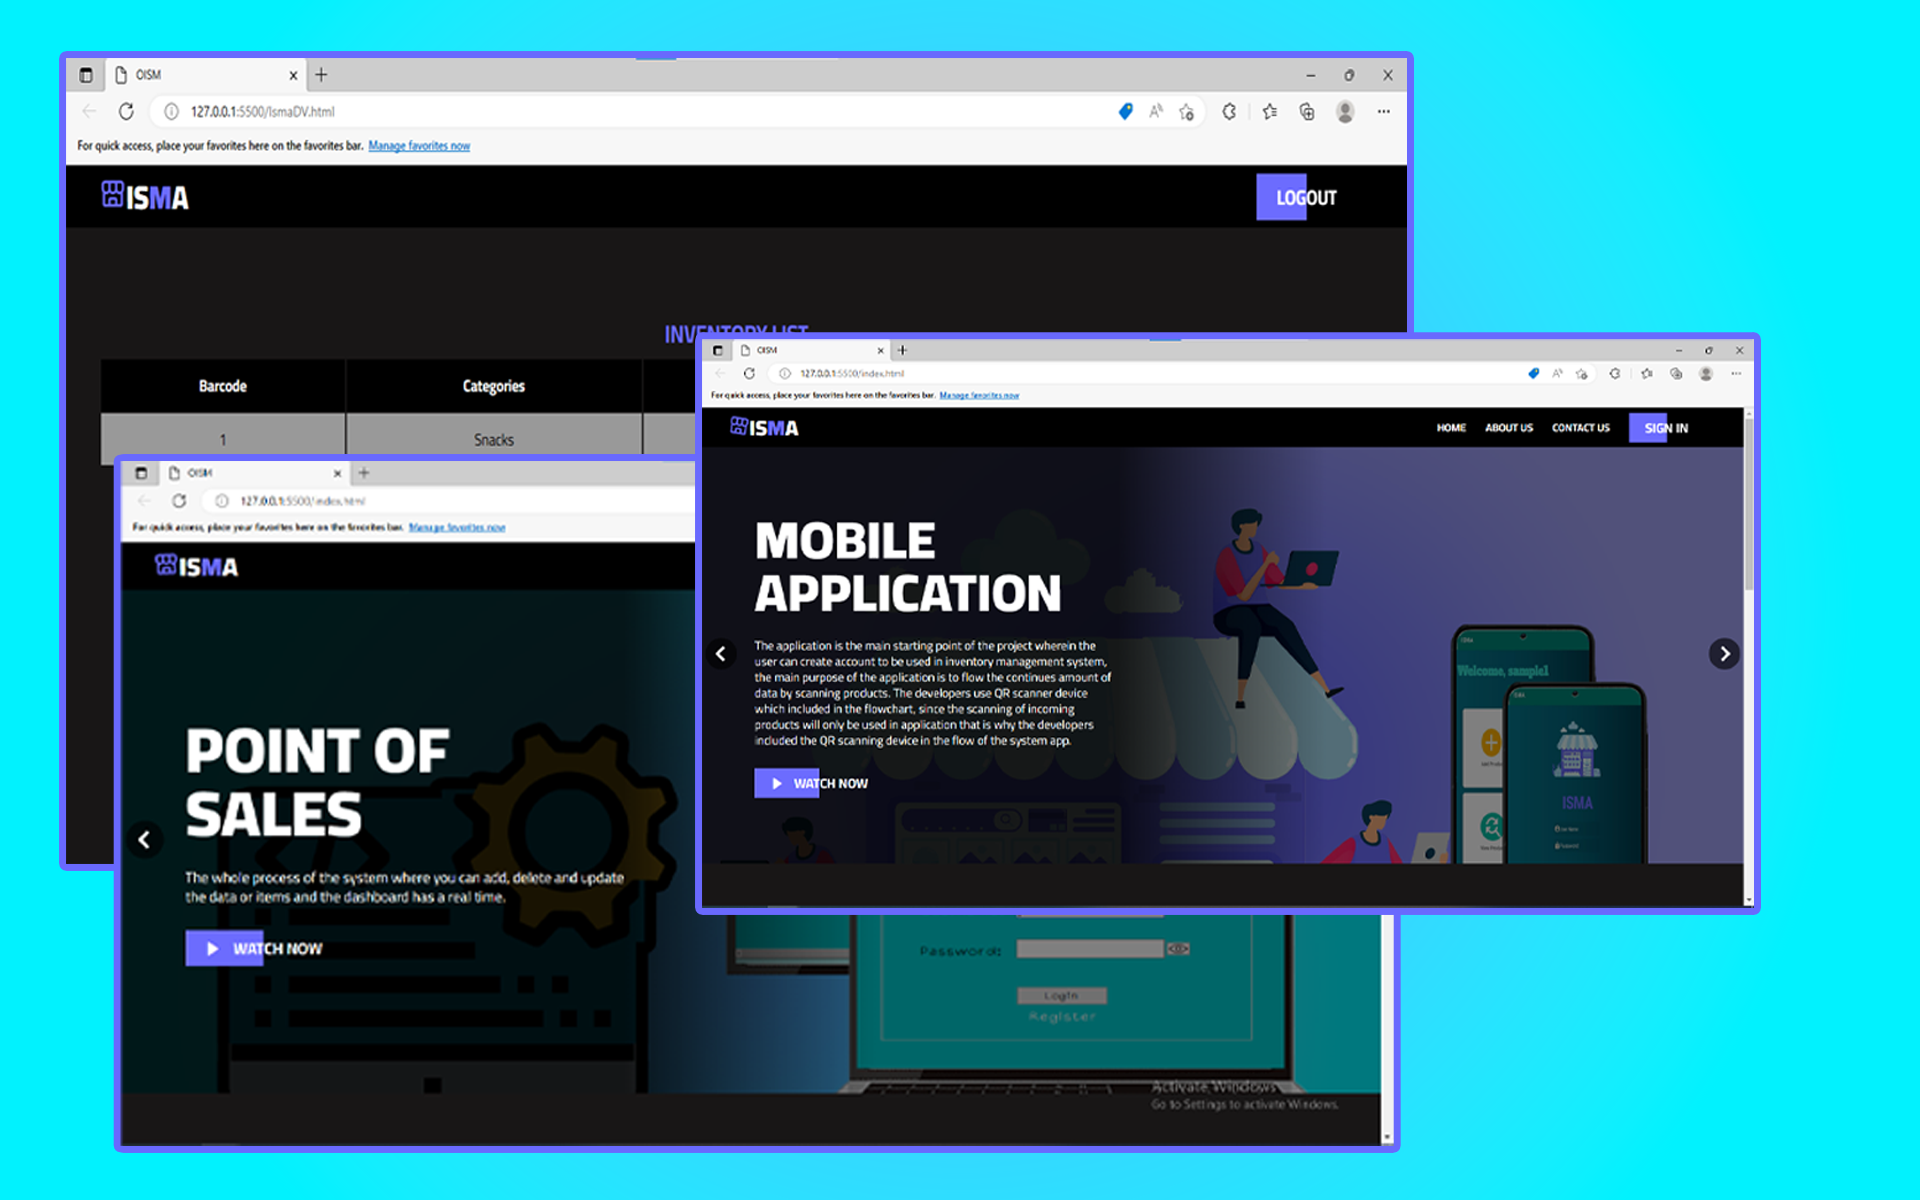 OISM
127.0.0.1:5500/IsmaDV.html
For quick access, place your favorites here on the favorites bar. Manage favorites now
ISMA
LOGOUT
INVENTORY LIST
Barcode
Categories
1
Snacks
OISM
127.0.0.1:5500/index.html
For quick access, place your favorites here on the favorites bar. Manage favorites now
ISMA
HOME
ABOUT US
CONTACT US
SIGN IN
MOBILE
APPLICATION
The application is the main starting point of the project wherein the
user can create account to be used in inventory management system,
the main purpose of the application is to flow the continues amount of
data by scanning products. The developers use QR scanner device
which included in the flowchart, since the scanning of incoming
products will only be used in application that is why the developers
included the QR scanning device in the flow of the system app.
WATCH NOW
Welcome, sample1
ISMA
ISMA
Password
OISM
127.0.0.1:5500/index.html
For quick access, place your favorites here on the favorites bar. Manage favorites now
ISMA
POINT OF
SALES
The whole process of the system where you can add, delete and update
the data or items and the dashboard has a real time.
WATCH NOW
Password:
Login
Register
Activate Windows
Go to Settings to activate Windows.